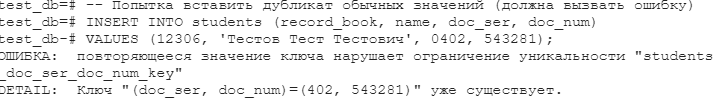 test_db=# -- Попытка вставить дубликат обычных значений (должна вызвать ошибку)
test_db=# INSERT INTO students (record_book, name, doc_ser, doc_num)
test_db-# VALUES (12306, 'Тестов Тест Тестович', 0402, 543281);
ОШИБКА:  повторяющееся значение ключа нарушает ограничение уникальности "students
_doc_ser_doc_num_key"
DETAIL:  Ключ "(doc_ser, doc_num)=(402, 543281)" уже существует.